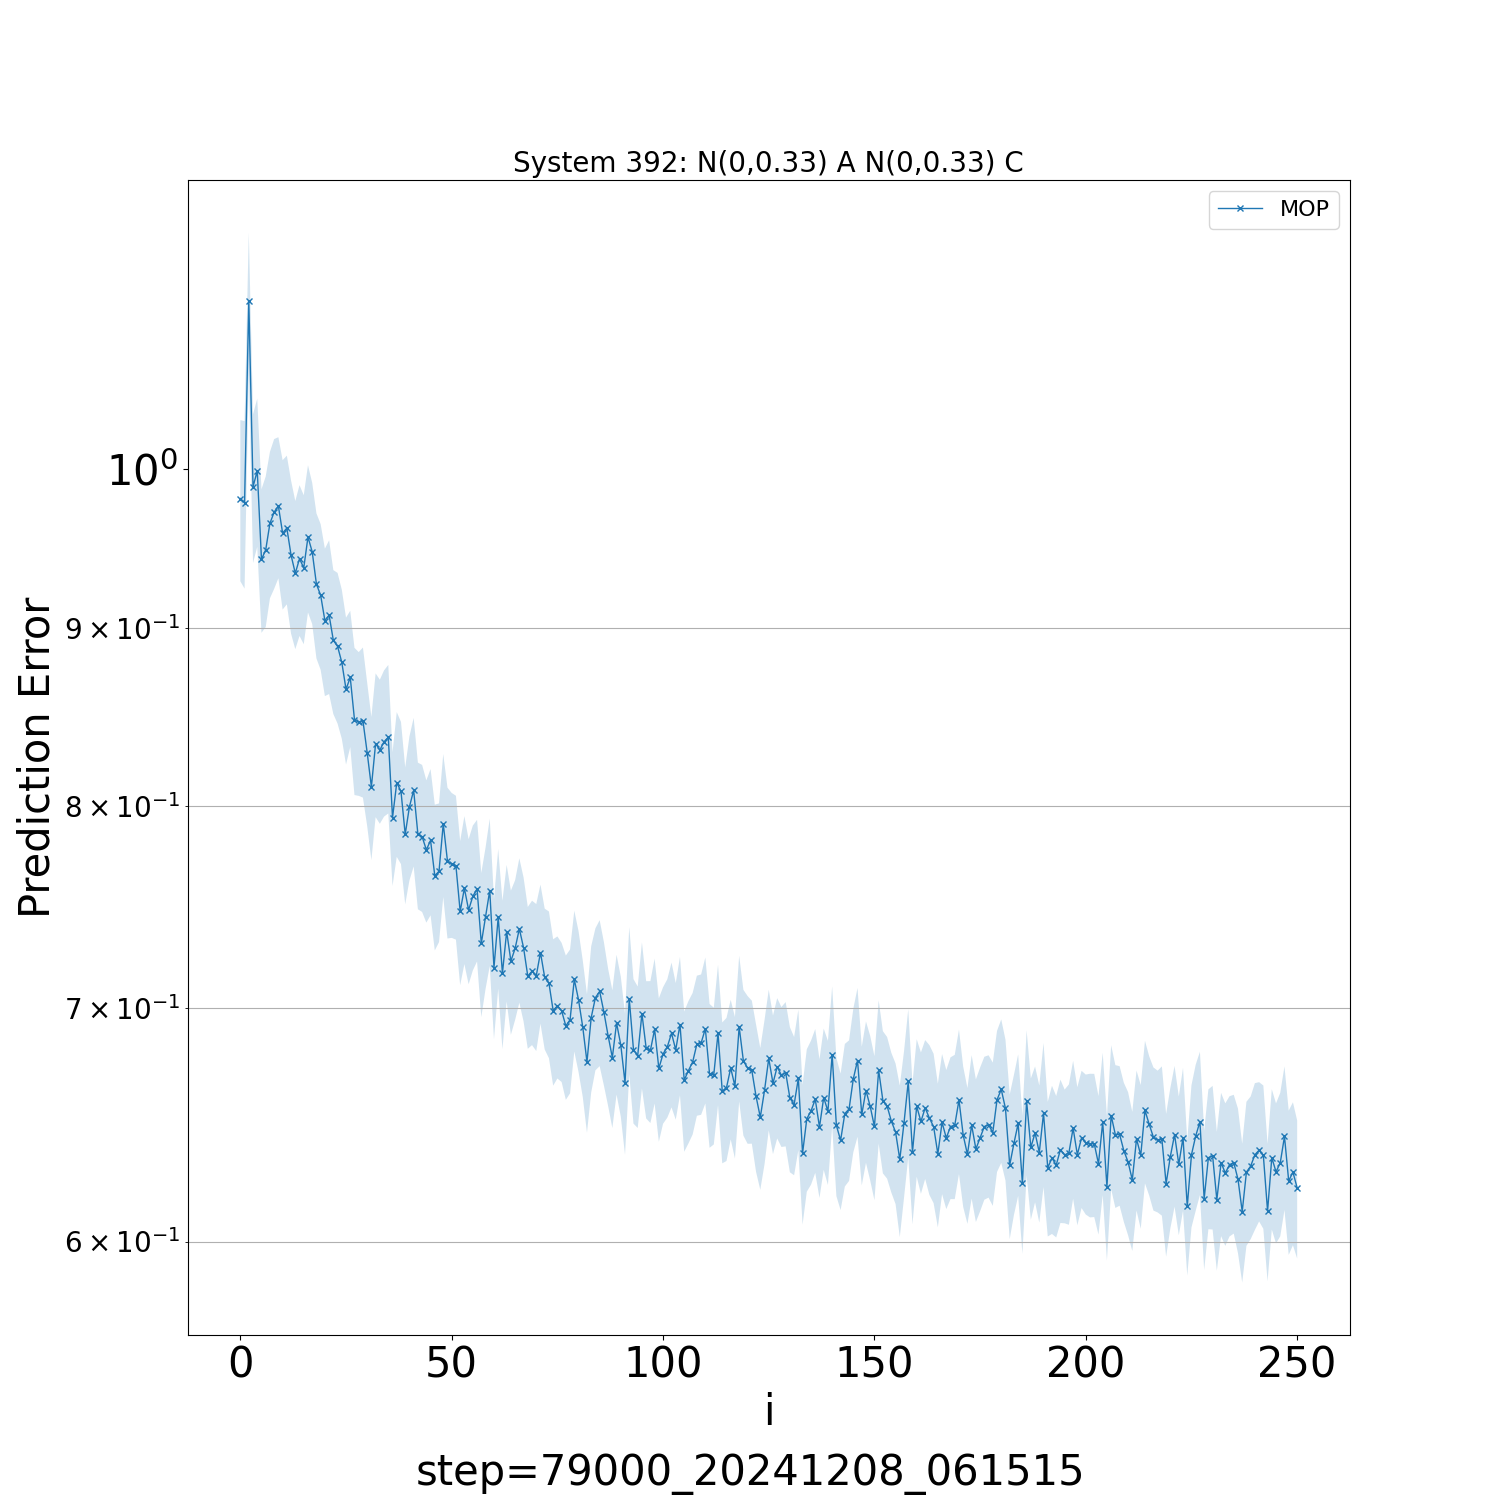 System 392: N(0,0.33) A N(0,0.33) C
MOP
10⁰
9 × 10⁻¹
8 × 10⁻¹
7 × 10⁻¹
6 × 10⁻¹
Prediction Error
0 50 100 150 200 250
i
step=79000_20241208_061515